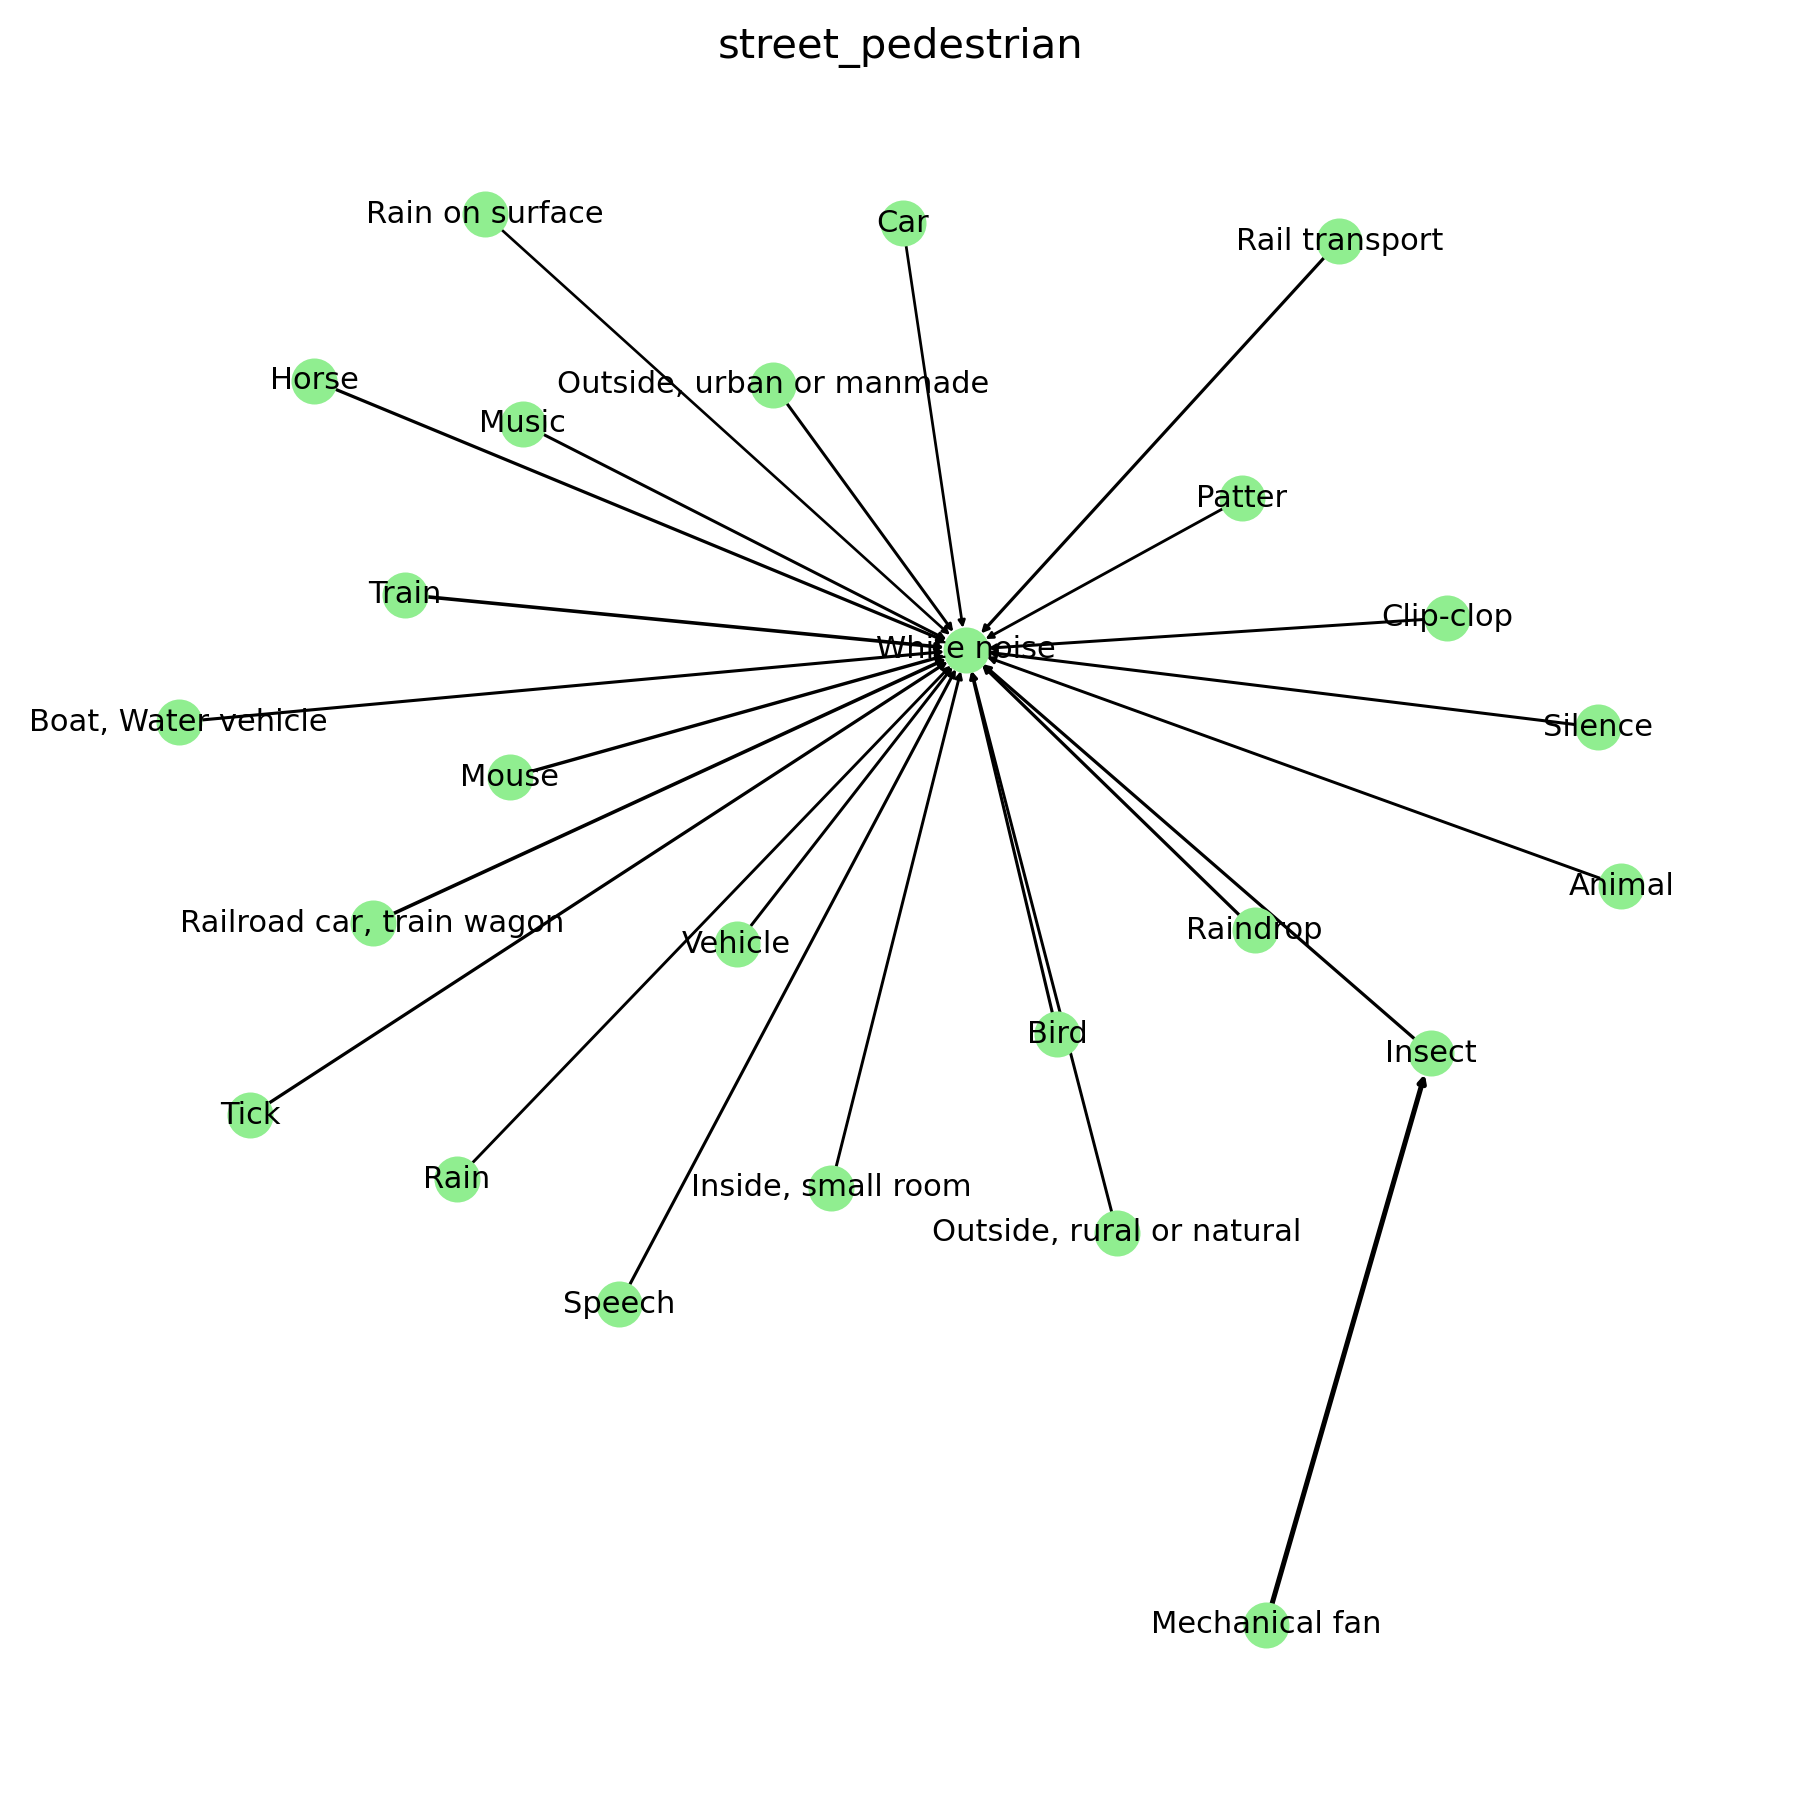 street_pedestrian
Rain on surface
Car
Rail transport
Horse
Outside, urban or manmade
Music
Patter
Train
Clip-clop
White noise
Boat, Water vehicle
Silence
Mouse
Animal
Railroad car, train wagon
Vehicle
Raindrop
Bird
Insect
Tick
Rain
Inside, small room
Outside, rural or natural
Speech
Mechanical fan